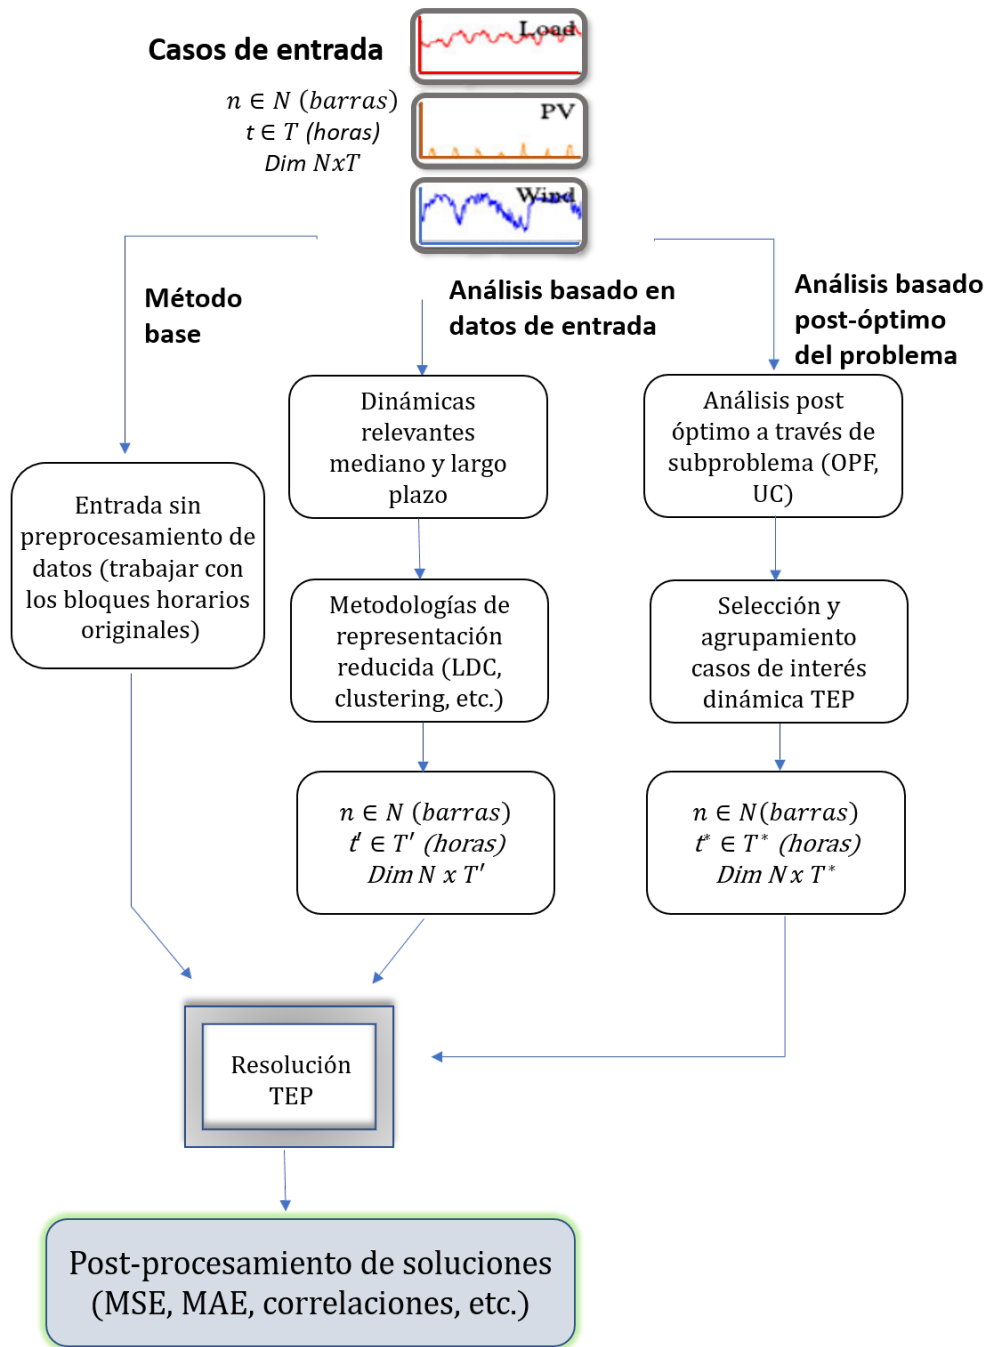 Casos de entrada
n ∈ N (barras)
t ∈ T (horas)
Dim NxT
Load
PV
Wind
Método
base
Análisis basado en
datos de entrada
Análisis basado
post-óptimo
del problema
Entrada sin
preprocesamiento de
datos (trabajar con
los bloques horarios
originales)
Dinámicas
relevantes
mediano y largo
plazo
Metodologías de
representación
reducida (LDC,
clustering, etc.)
n ∈ N (barras)
t′ ∈ T′ (horas)
Dim N x T′
Análisis post
óptimo a través de
subproblema (OPF,
UC)
Selección y
agrupamiento
casos de interés
dinámica TEP
n ∈ N(barras)
t* ∈ T* (horas)
Dim N x T*
Resolución
TEP
Post-procesamiento de soluciones
(MSE, MAE, correlaciones, etc.)